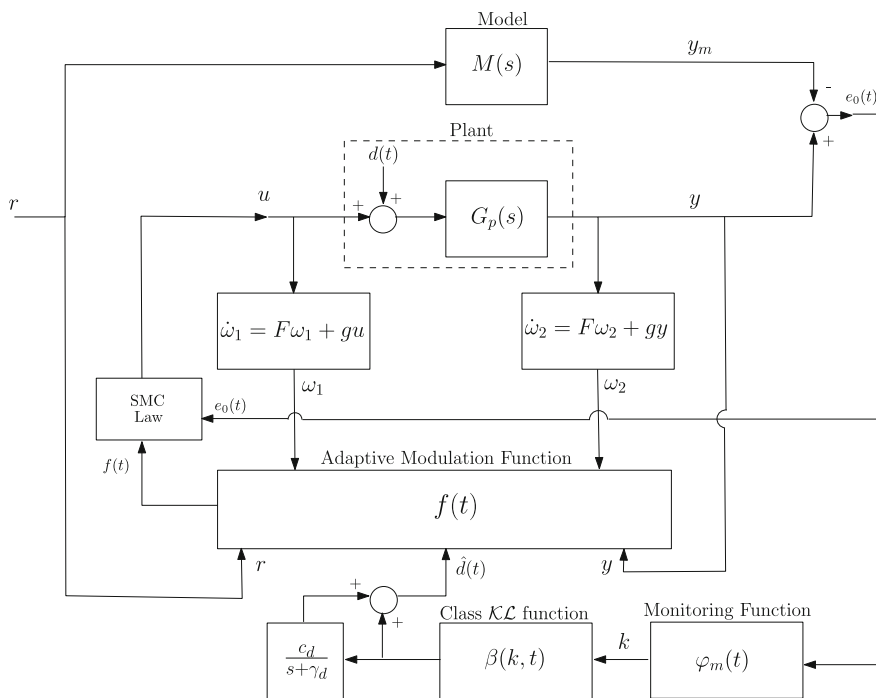 Model
M(s)
y_m
-
e_0(t)
+
Plant
d(t)
r
u
+
+
G_p(s)
y
ω̇_1 = Fω_1 + gu
ω̇_2 = Fω_2 + gy
ω_1
ω_2
SMC
Law
e_0(t)
f(t)
Adaptive Modulation Function
f(t)
r
d̂(t)
y
+
+
Class 𝒦ℒ function
Monitoring Function
c_d
s+γ_d
β(k, t)
k
φ_m(t)